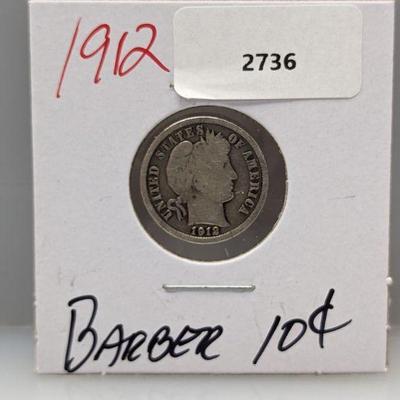 1912
2736
UNITED STATES OF AMERICA
1912
BARBER 10¢